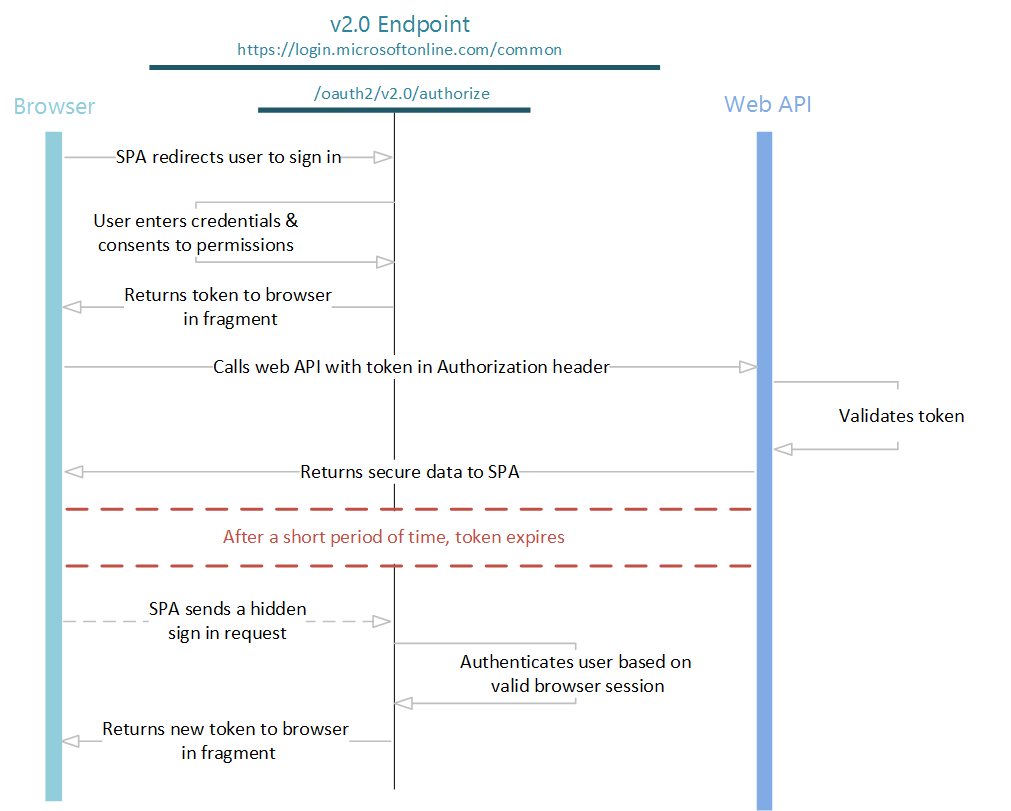 v2.0 Endpoint
https://login.microsoftonline.com/common
/oauth2/v2.0/authorize
Browser
Web API
SPA redirects user to sign in
User enters credentials &
consents to permissions
Returns token to browser
in fragment
Calls web API with token in Authorization header
Validates token
Returns secure data to SPA
After a short period of time, token expires
SPA sends a hidden
sign in request
Authenticates user based on
valid browser session
Returns new token to browser
in fragment